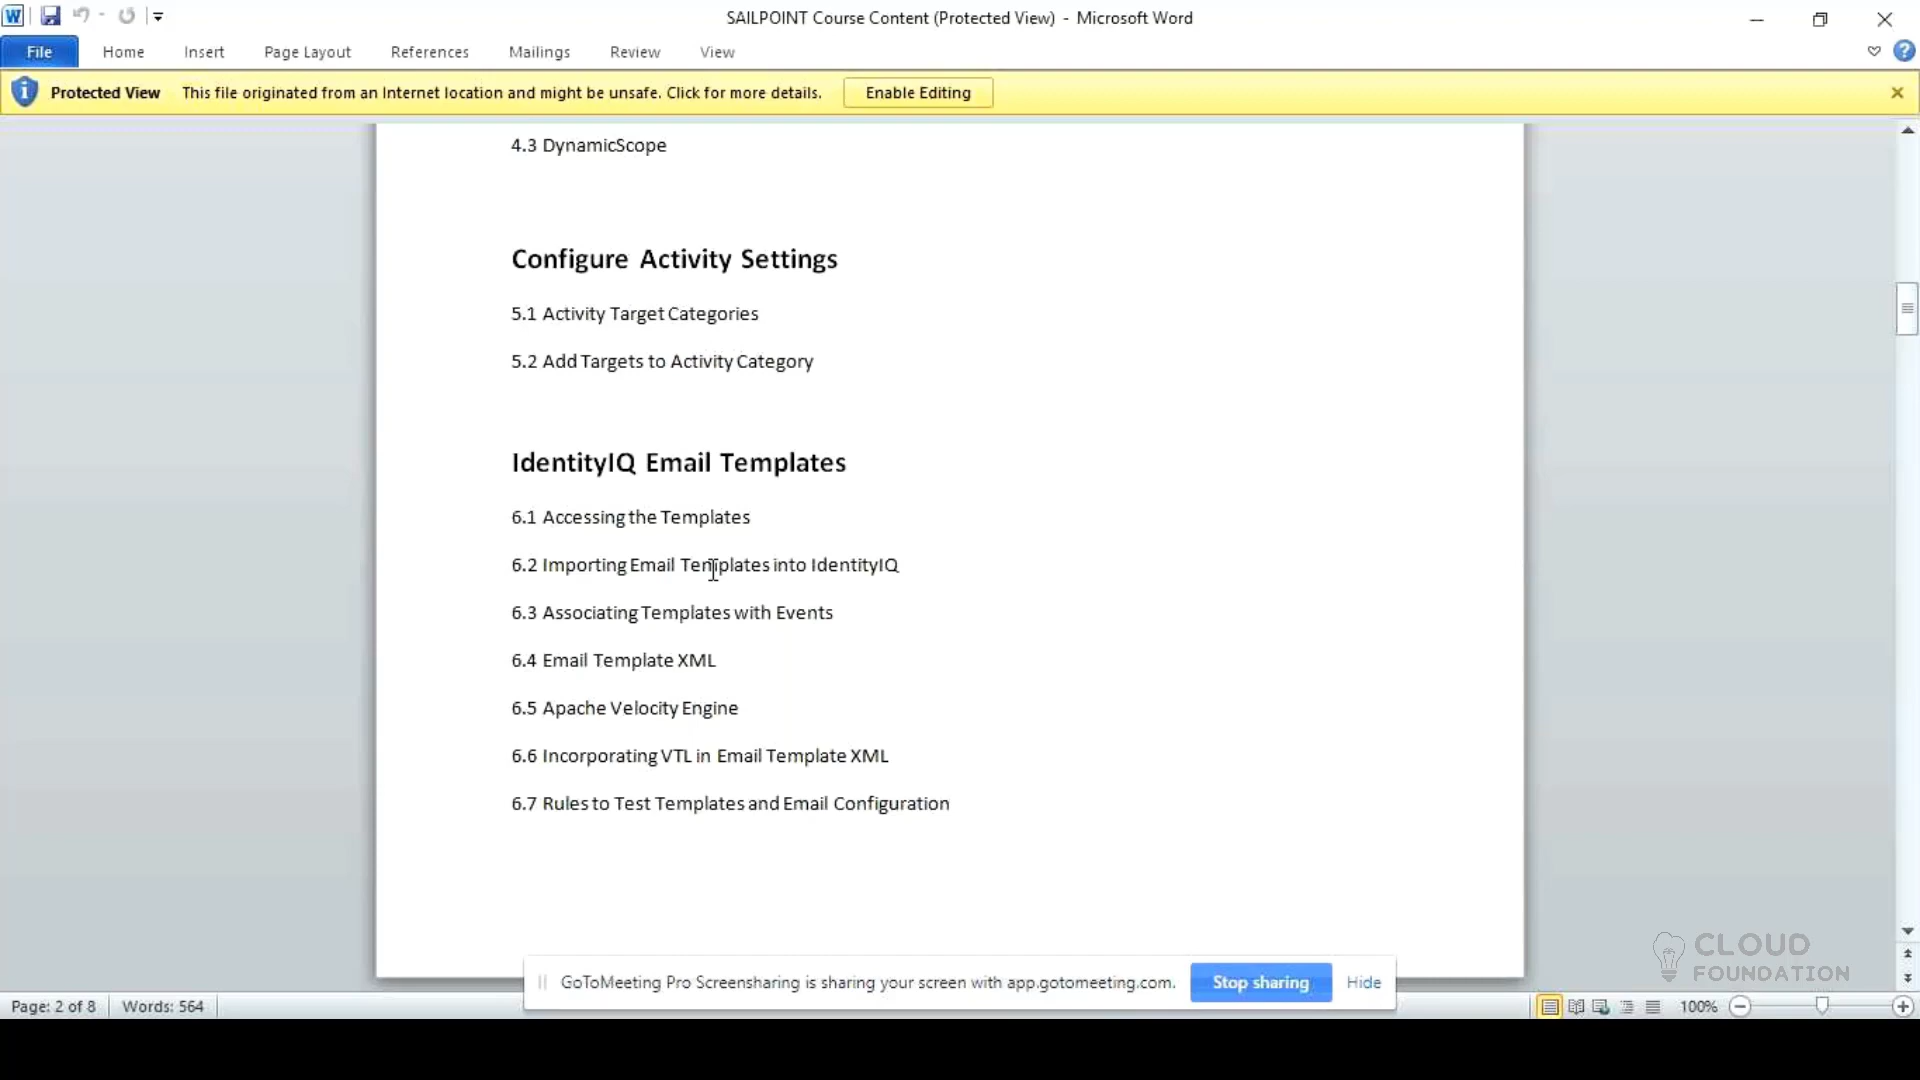 SAILPOINT Course Content (Protected View) - Microsoft Word
File Home Insert Page Layout References Mailings Review View
Protected View This file originated from an Internet location and might be unsafe. Click for more details. Enable Editing
4.3 DynamicScope
Configure Activity Settings
5.1 Activity Target Categories
5.2 Add Targets to Activity Category
IdentityIQ Email Templates
6.1 Accessing the Templates
6.2 Importing Email Templates into IdentityIQ
6.3 Associating Templates with Events
6.4 Email Template XML
6.5 Apache Velocity Engine
6.6 Incorporating VTL in Email Template XML
6.7 Rules to Test Templates and Email Configuration
CLOUD
FOUNDATION
GoToMeeting Pro Screensharing is sharing your screen with app.gotomeeting.com. Stop sharing Hide
Page: 2 of 8 Words: 564 100%